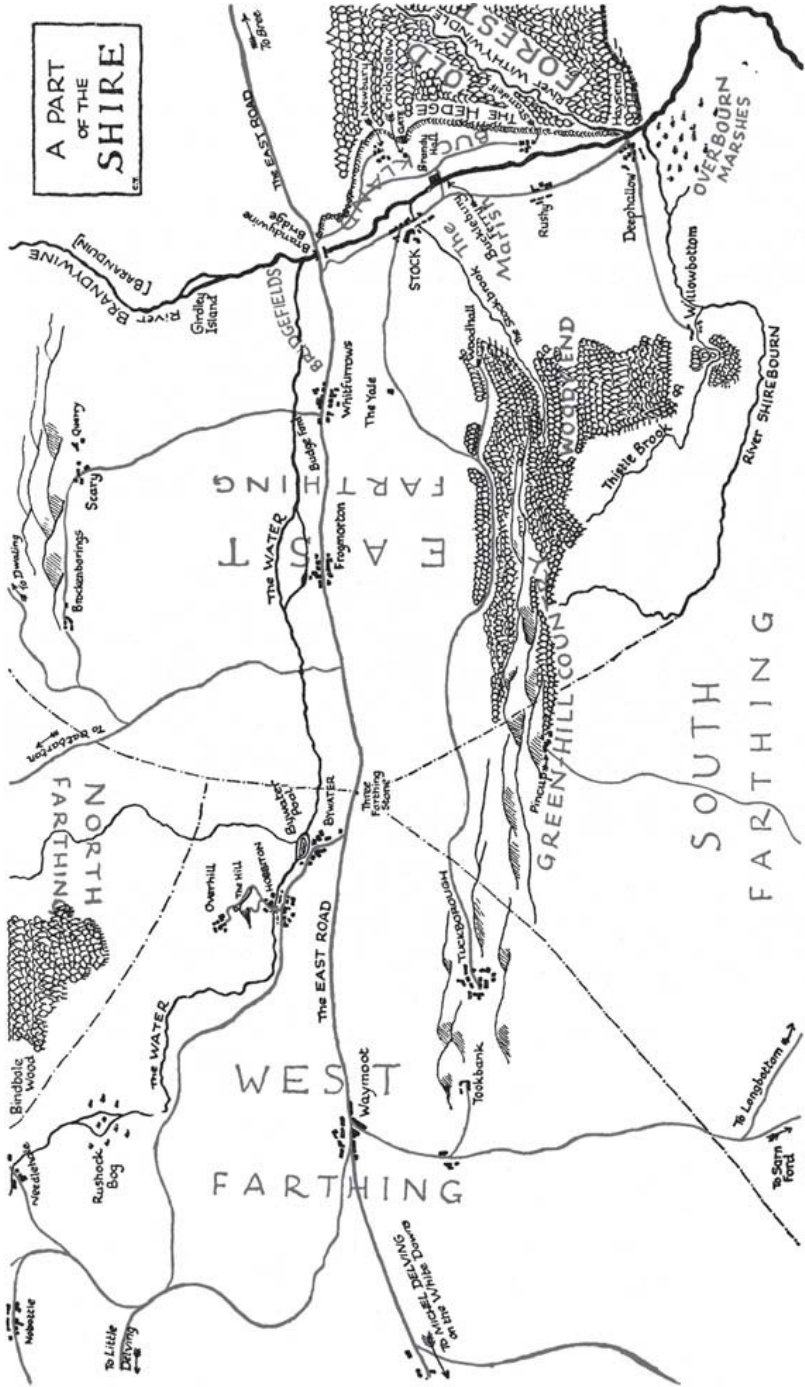 A PART
OF THE
SHIRE
C.T.
To Bree
The EAST ROAD
OLD
FOREST
River WITHYWINDLE
THE HEDGE
Newbury
Crickhollow
BUCKLAND
Brandy
Hall
Standelf
Haysend
OVERBOURN
MARSHES
Brandywine
Bridge
River BRANDYWINE
[BARANDUIN]
Girdley
Island
BRIDGEFIELDS
STOCK
Bucklebury
Ferry
The
Marish
Rushy
Deephallow
The Stockbrook
Willowbottom
Woodhall
WOODY END
Thistle Brook
River SHIREBOURN
Whitfurrows
The Yale
Budge Ford
Quarry
Scary
Brockenborings
to Dwaling
EAST
FARTHING
The WATER
Frogmorton
GREEN-HILL COUNTRY
Pincup
SOUTH
FARTHING
NORTH
FARTHING
Bywater
Pool
BYWATER
Three
Farthing
Stone
Overhill
The Hill
HOBBITON
TUCKBOROUGH
The EAST ROAD
Bindbale
Wood
The WATER
WEST
FARTHING
Waymoot
Tookbank
Needlehole
Rushock
Bog
Nobottle
To Little
Delving
To MICHEL DELVING
on the White Downs
To Longbottom
To Sarn
Ford